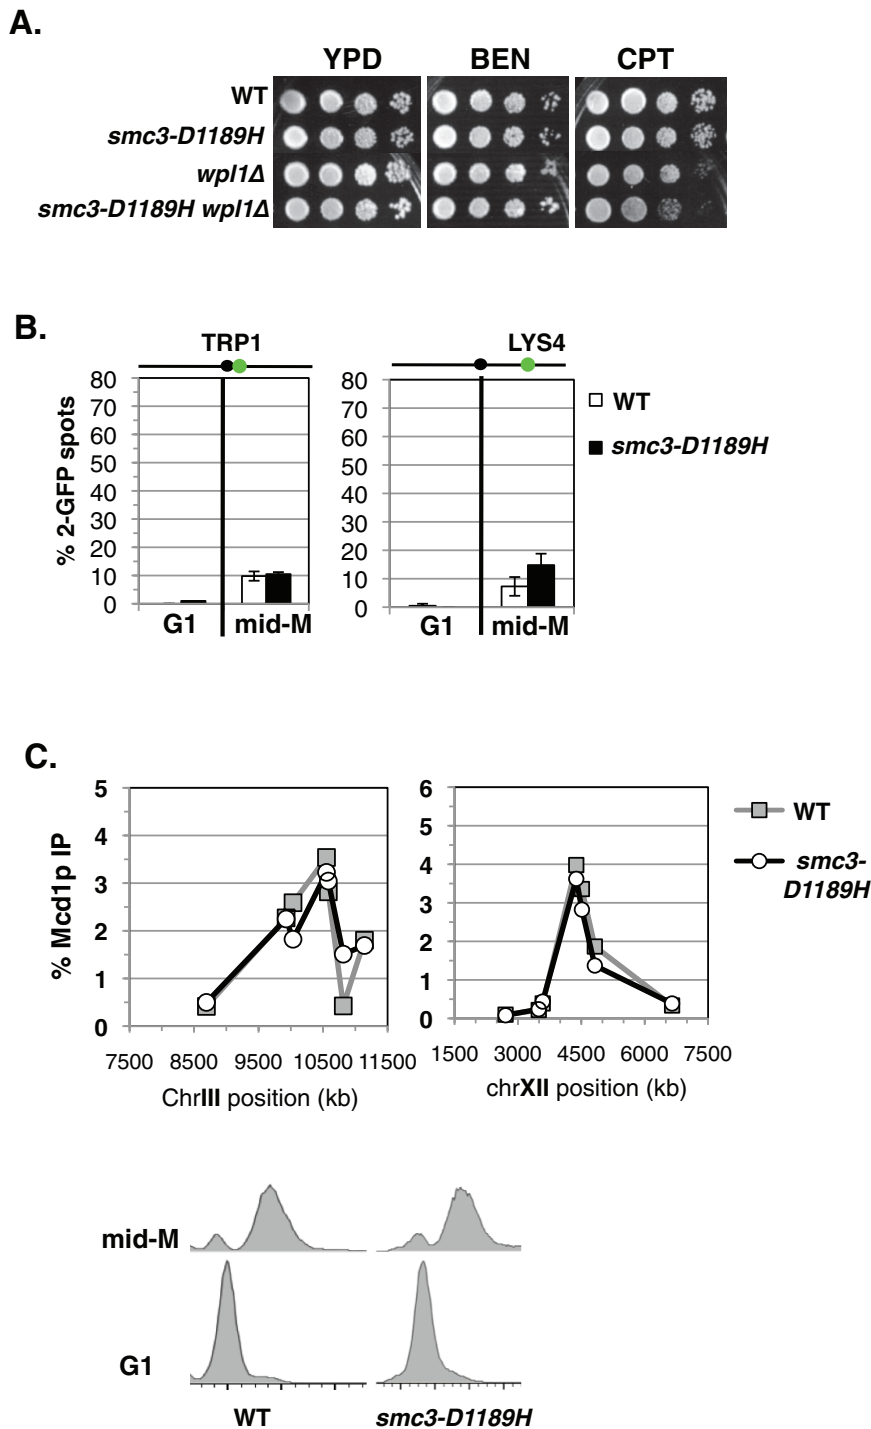 A.
YPD BEN CPT
WT
smc3-D1189H
wpl1Δ
smc3-D1189H wpl1Δ
B.
TRP1
LYS4
% 2-GFP spots
80
70
60
50
40
30
20
10
0
G1 mid-M
80
70
60
50
40
30
20
10
0
G1 mid-M
WT
smc3-D1189H
C.
% Mcd1p IP
5
4
3
2
1
0
7500 8500 9500 10500 11500
ChrIII position (kb)
6
5
4
3
2
1
0
1500 3000 4500 6000 7500
chrXII position (kb)
WT
smc3-
D1189H
mid-M
G1
WT
smc3-D1189H